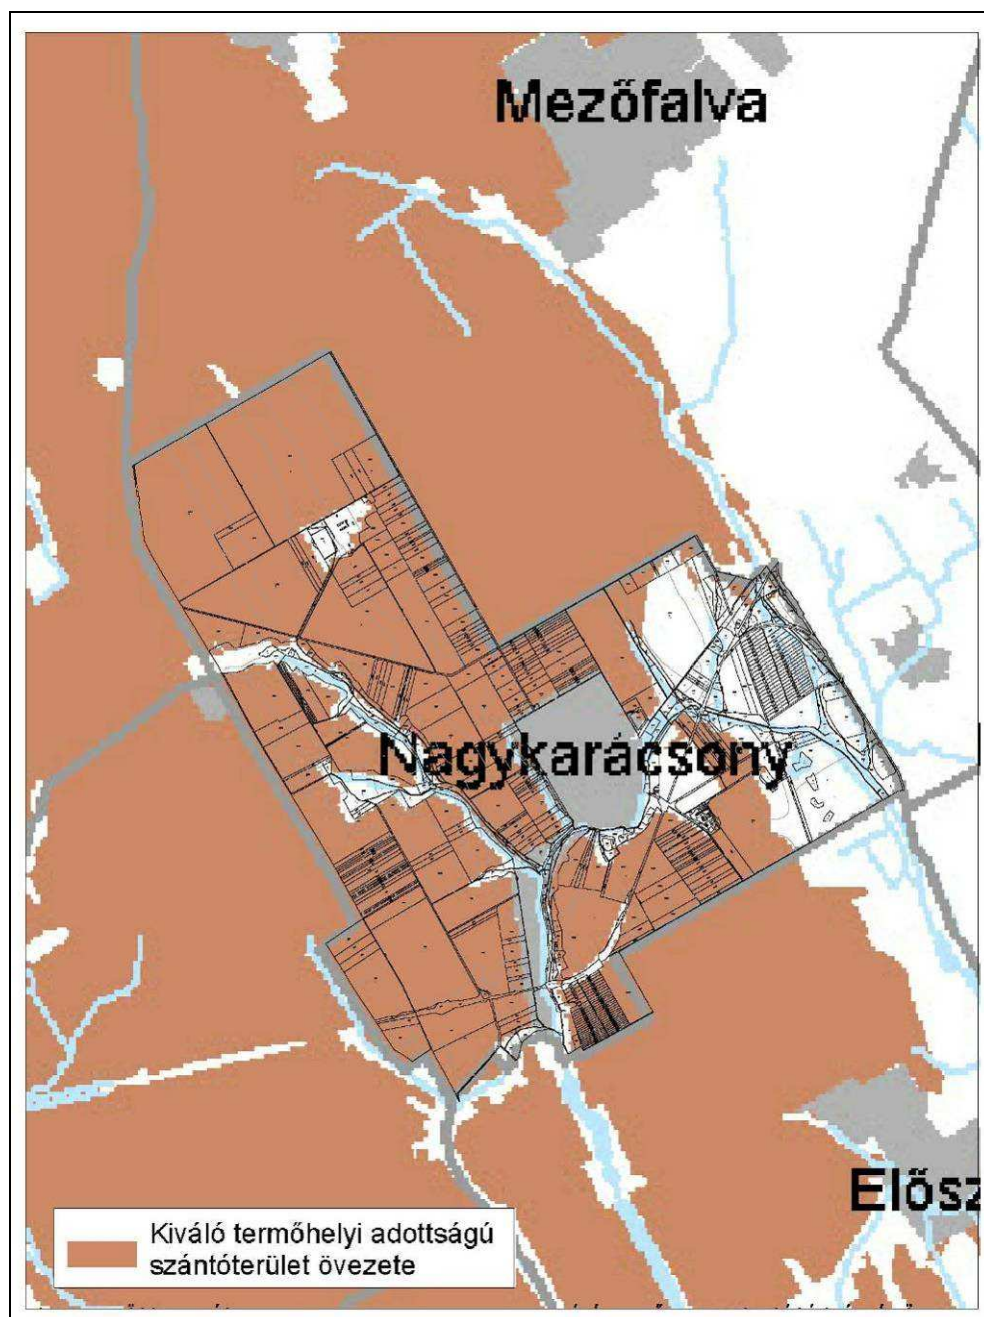 Mezőfalva
Nagykarácsony
Elősz
Kiváló termőhelyi adottságú
szántóterület övezete